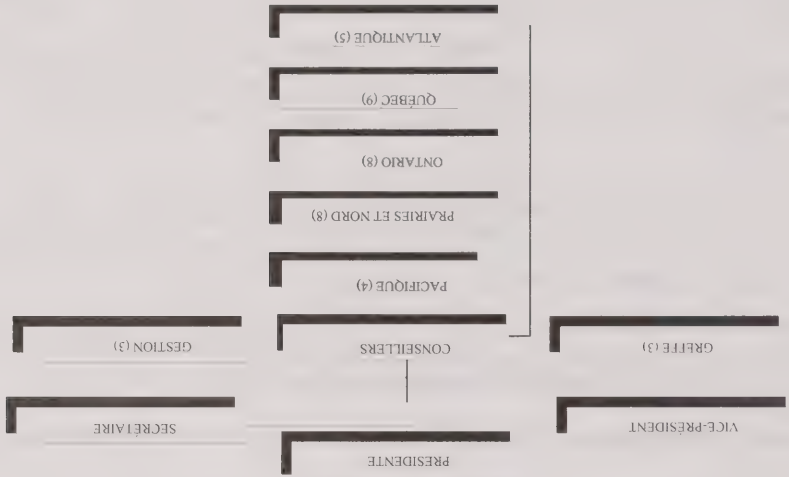 PRESIDENTE
VICE-PRÉSIDENT
SECRÉTAIRE
GREFFE (3)
CONSEILLERS
GESTION (3)
PACIFIQUE (4)
PRAIRIES ET NORD (8)
ONTARIO (8)
QUÉBEC (9)
ATLANTIQUE (5)